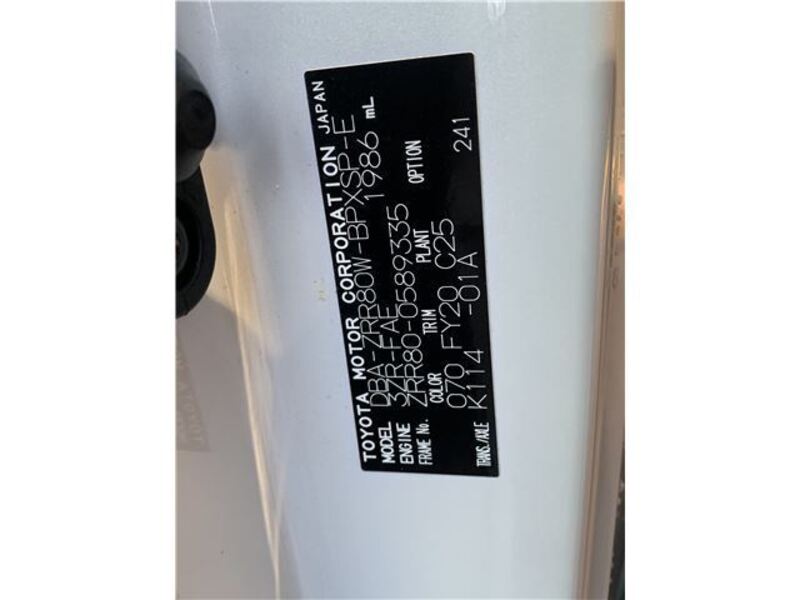 TOYOTA MOTOR CORPORATION JAPAN
MODEL DBA-ZRR80W-BPXSP-E
ENGINE 3ZR-FAE 1986 mL
FRAME No. ZRR80-0589335
COLOR TRIM PLANT OPTION
070 FY20 C25 241
TRANS./AXLE K114 -01A